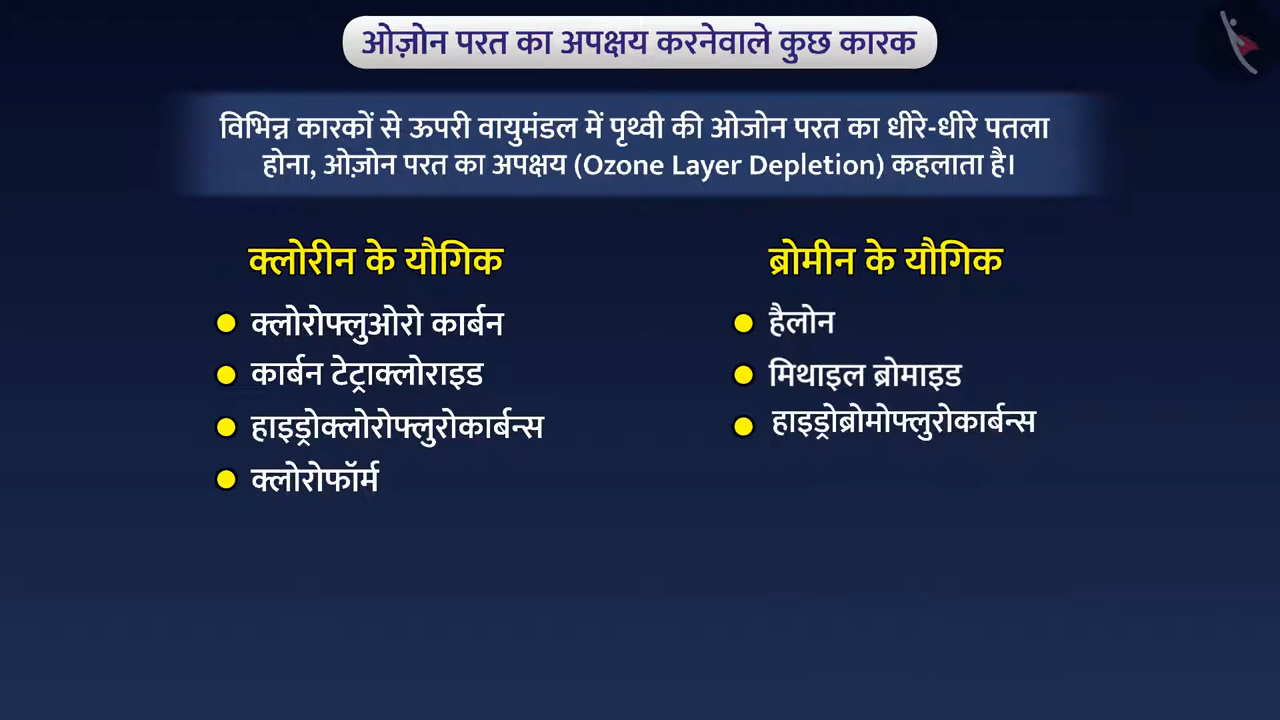 ओज़ोन परत का अपक्षय करनेवाले कुछ कारक
विभिन्न कारकों से ऊपरी वायुमंडल में पृथ्वी की ओजोन परत का धीरे-धीरे पतला
होना, ओज़ोन परत का अपक्षय (Ozone Layer Depletion) कहलाता है।
क्लोरीन के यौगिक
क्लोरोफ्लुओरो कार्बन
कार्बन टेट्राक्लोराइड
हाइड्रोक्लोरोफ्लुरोकार्बन्स
क्लोरोफॉर्म
ब्रोमीन के यौगिक
हैलोन
मिथाइल ब्रोमाइड
हाइड्रोब्रोमोफ्लुरोकार्बन्स